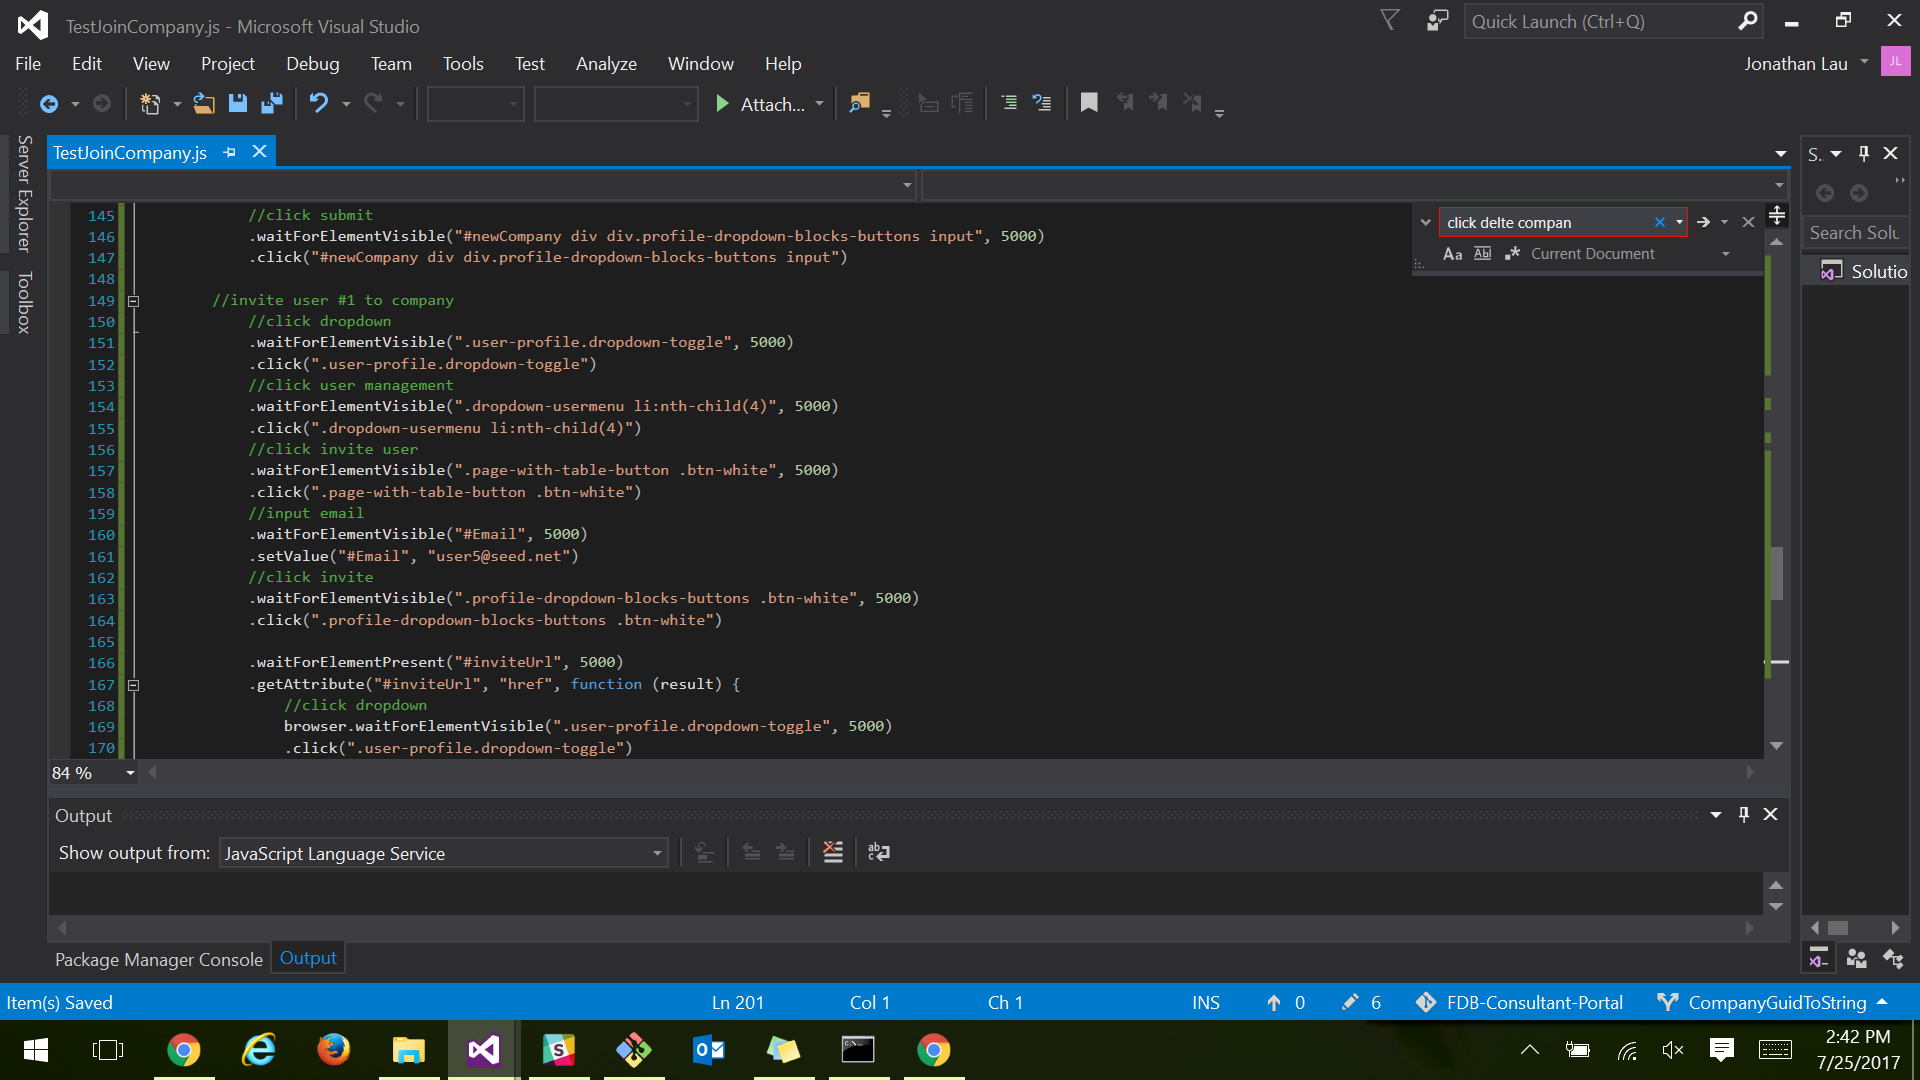 TestJoinCompany.js - Microsoft Visual Studio
Quick Launch (Ctrl+Q)
File Edit View Project Debug Team Tools Test Analyze Window Help
Jonathan Lau JL
Attach...
Server Explorer
Toolbox
TestJoinCompany.js
S..
click delte compan
Aa Abl .* Current Document
Search Solu
Solutio
145 //click submit
146 .waitForElementVisible("#newCompany div div.profile-dropdown-blocks-buttons input", 5000)
147 .click("#newCompany div div.profile-dropdown-blocks-buttons input")
148
149 //invite user #1 to company
150 //click dropdown
151 .waitForElementVisible(".user-profile.dropdown-toggle", 5000)
152 .click(".user-profile.dropdown-toggle")
153 //click user management
154 .waitForElementVisible(".dropdown-usermenu li:nth-child(4)", 5000)
155 .click(".dropdown-usermenu li:nth-child(4)")
156 //click invite user
157 .waitForElementVisible(".page-with-table-button .btn-white", 5000)
158 .click(".page-with-table-button .btn-white")
159 //input email
160 .waitForElementVisible("#Email", 5000)
161 .setValue("#Email", "user5@seed.net")
162 //click invite
163 .waitForElementVisible(".profile-dropdown-blocks-buttons .btn-white", 5000)
164 .click(".profile-dropdown-blocks-buttons .btn-white")
165
166 .waitForElementPresent("#inviteUrl", 5000)
167 .getAttribute("#inviteUrl", "href", function (result) {
168 //click dropdown
169 browser.waitForElementVisible(".user-profile.dropdown-toggle", 5000)
170 .click(".user-profile.dropdown-toggle")
84 %
Output
Show output from: JavaScript Language Service
Package Manager Console Output
Item(s) Saved Ln 201 Col 1 Ch 1 INS 0 6 FDB-Consultant-Portal CompanyGuidToString
2:42 PM
7/25/2017